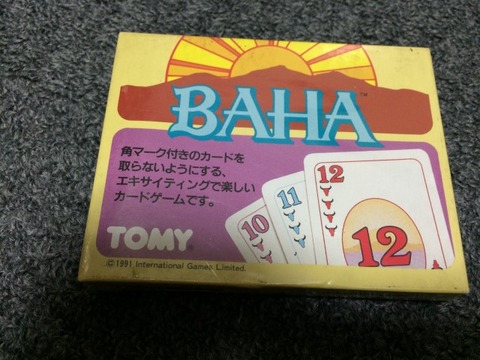 BAHA™
角マーク付きのカードを
取らないようにする、
エキサイティングで楽しい
カードゲームです。
10
11
12
12
TOMY
©1991 International Games Limited.